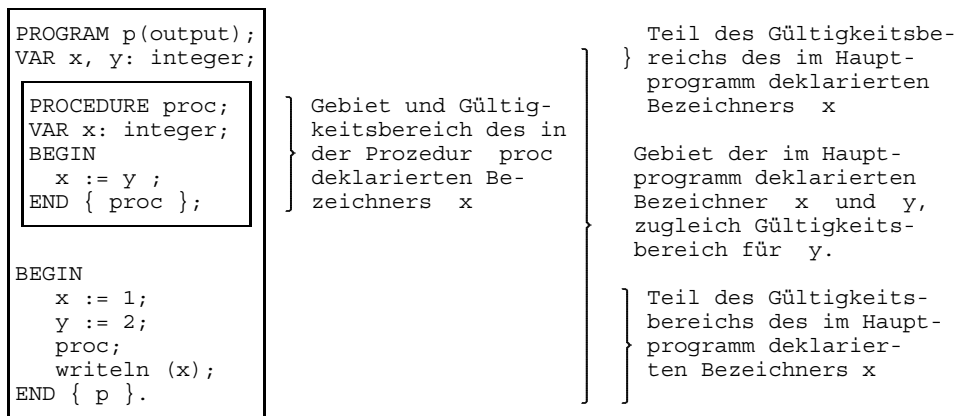 PROGRAM p(output);
VAR x, y: integer;
PROCEDURE proc;
VAR x: integer;
BEGIN
x := y ;
END { proc };
BEGIN
x := 1;
y := 2;
proc;
writeln (x);
END { p }.
Gebiet und Gültig-
keitsbereich des in
der Prozedur proc
deklarierten Be-
zeichners x
Teil des Gültigkeitsbe-
} reichs des im Haupt-
programm deklarierten
Bezeichners x
Gebiet der im Haupt-
programm deklarierten
Bezeichner x und y,
zugleich Gültigkeits-
bereich für y.
Teil des Gültigkeits-
bereichs des im Haupt-
programm deklarier-
ten Bezeichners x